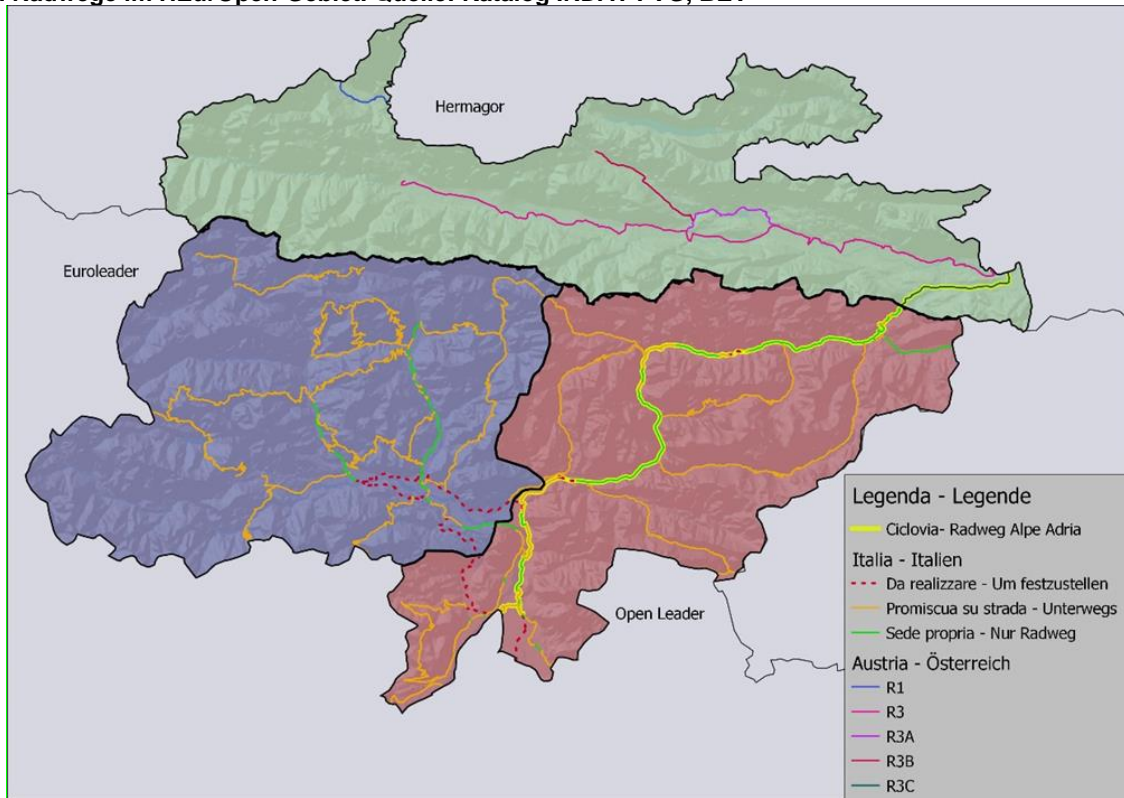 Hermagor
Euroleader
Open Leader
Legenda - Legende
Ciclovia- Radweg Alpe Adria
Italia - Italien
Da realizzare - Um festzustellen
Promiscua su strada - Unterwegs
Sede propria - Nur Radweg
Austria - Österreich
R1
R3
R3A
R3B
R3C